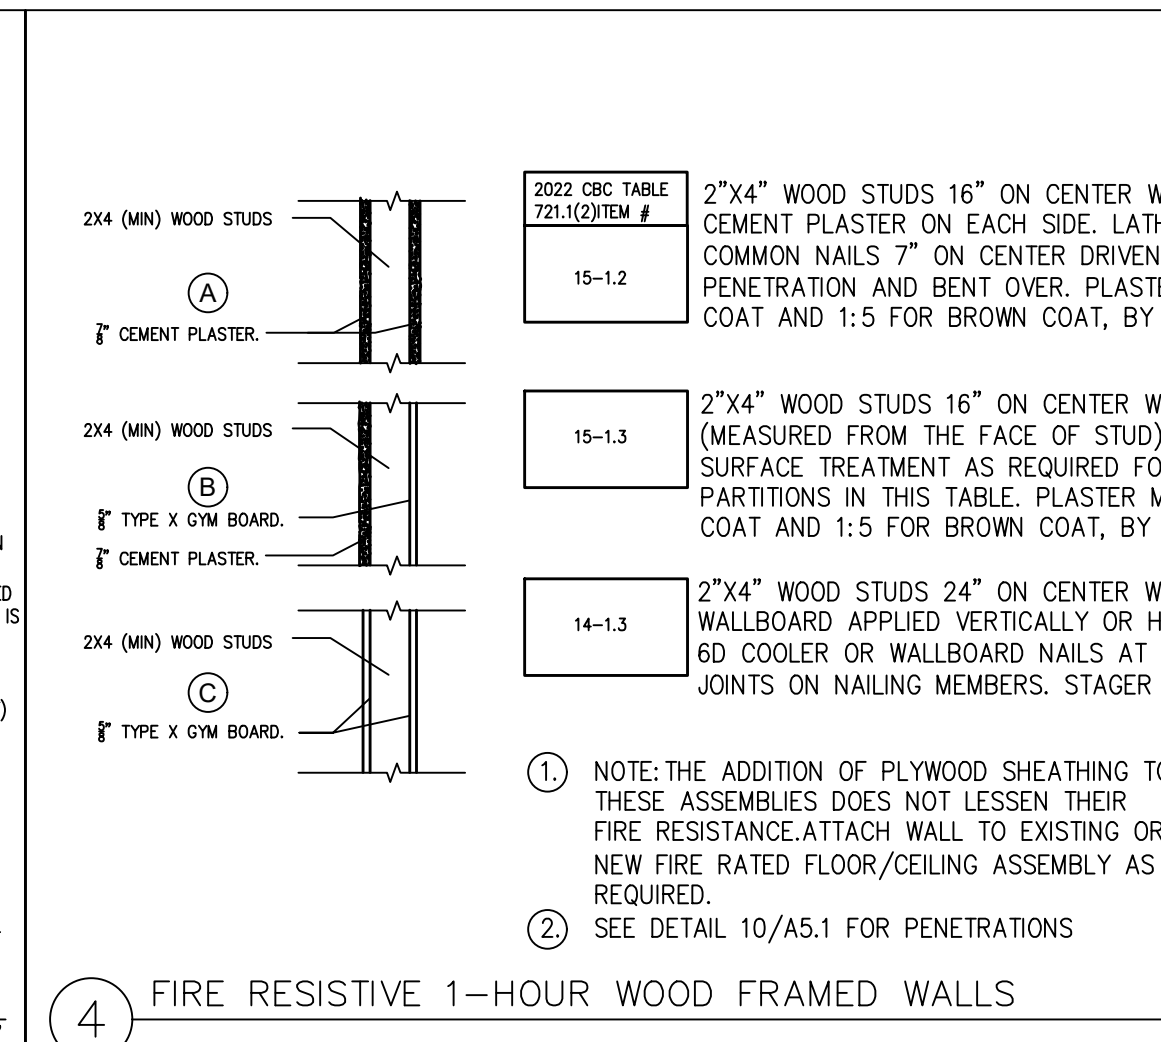 2X4 (MIN) WOOD STUDS
A
⅞" CEMENT PLASTER.
2022 CBC TABLE
721.1(2)ITEM #
15-1.2
2"X4" WOOD STUDS 16" ON CENTER W
CEMENT PLASTER ON EACH SIDE. LATH
COMMON NAILS 7" ON CENTER DRIVEN
PENETRATION AND BENT OVER. PLASTE
COAT AND 1:5 FOR BROWN COAT, BY
2X4 (MIN) WOOD STUDS
B
⅝" TYPE X GYM BOARD.
⅞" CEMENT PLASTER.
15-1.3
2"X4" WOOD STUDS 16" ON CENTER W
(MEASURED FROM THE FACE OF STUD)
SURFACE TREATMENT AS REQUIRED FO
PARTITIONS IN THIS TABLE. PLASTER M
COAT AND 1:5 FOR BROWN COAT, BY
2X4 (MIN) WOOD STUDS
C
⅝" TYPE X GYM BOARD.
14-1.3
2"X4" WOOD STUDS 24" ON CENTER W
WALLBOARD APPLIED VERTICALLY OR H
6D COOLER OR WALLBOARD NAILS AT
JOINTS ON NAILING MEMBERS. STAGER
1. NOTE: THE ADDITION OF PLYWOOD SHEATHING TO
THESE ASSEMBLIES DOES NOT LESSEN THEIR
FIRE RESISTANCE.ATTACH WALL TO EXISTING OR
NEW FIRE RATED FLOOR/CEILING ASSEMBLY AS
REQUIRED.
2. SEE DETAIL 10/A5.1 FOR PENETRATIONS
4 FIRE RESISTIVE 1-HOUR WOOD FRAMED WALLS
IS